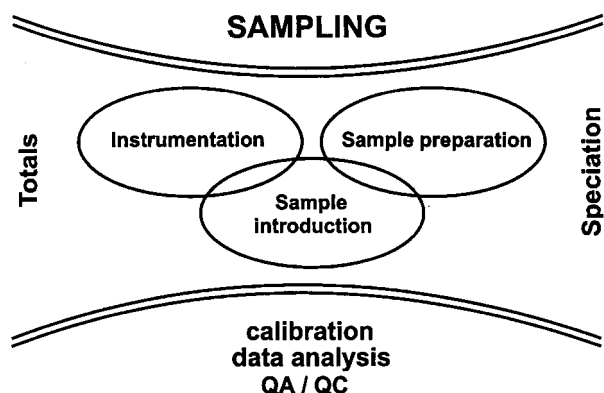 SAMPLING
Totals
Instrumentation
Sample preparation
Speciation
Sample
introduction
calibration
data analysis
QA / QC